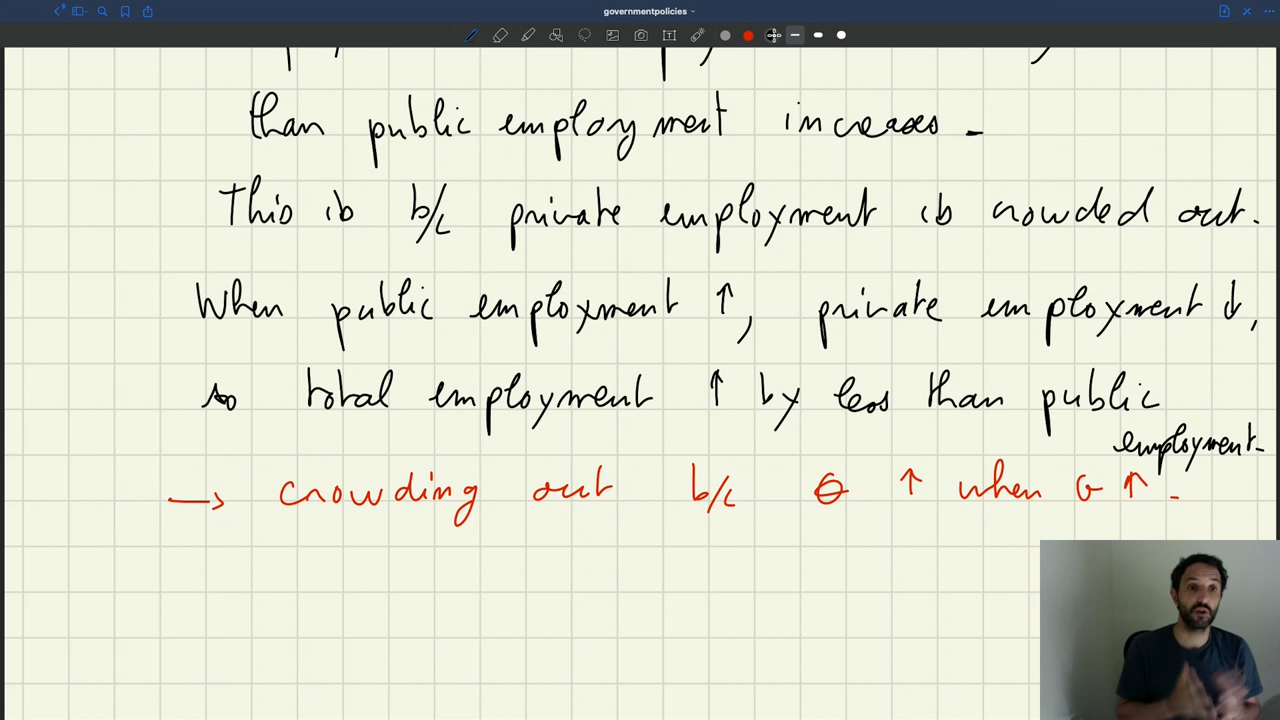 governmentpolicies
than public employment increases -
This is b/c private employment is crowded out.
When public employment ↑, private employment ↓,
so total employment ↑ by less than public
employment-
→ crowding out b/c θ ↑ when G ↑.